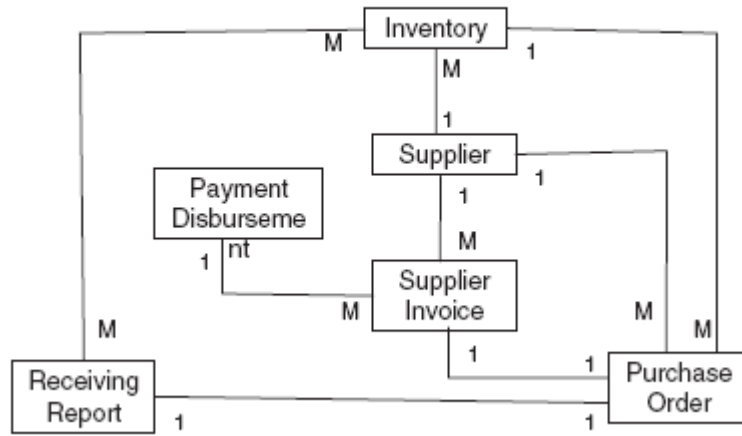 Inventory
M
1
M
1
Supplier
1
1
Payment
Disburseme
nt
1
M
Supplier
Invoice
M
M
M
M
1
1
Receiving
Report
1
1
Purchase
Order